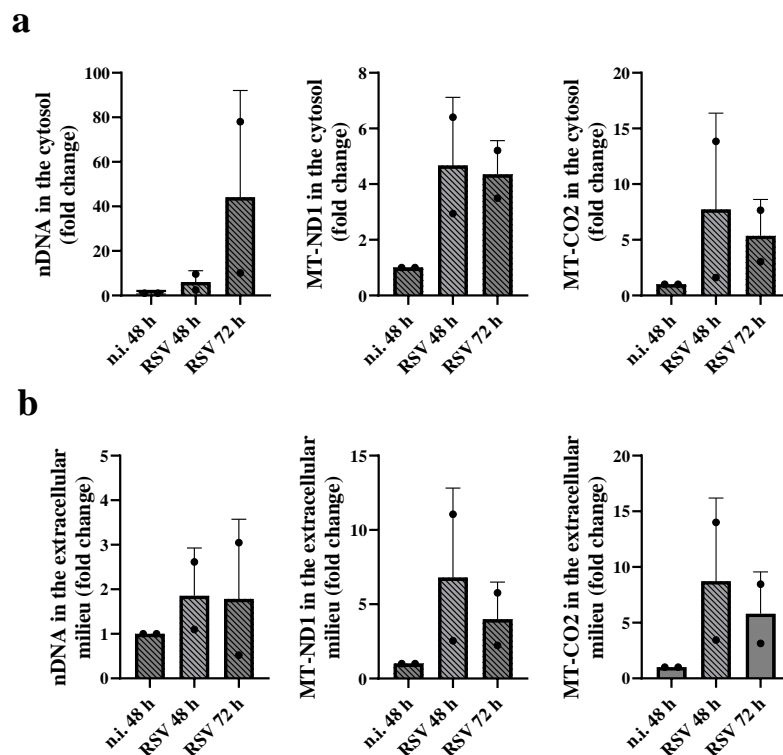 a
nDNA in the cytosol
(fold change)
100
80
60
40
20
0
n.i. 48 h
RSV 48 h
RSV 72 h
MT-ND1 in the cytosol
(fold change)
8
6
4
2
0
n.i. 48 h
RSV 48 h
RSV 72 h
MT-CO2 in the cytosol
(fold change)
20
15
10
5
0
n.i. 48 h
RSV 48 h
RSV 72 h
b
nDNA in the extracellular
milieu (fold change)
5
4
3
2
1
0
n.i. 48 h
RSV 48 h
RSV 72 h
MT-ND1 in the extracellular
milieu (fold change)
15
10
5
0
n.i. 48 h
RSV 48 h
RSV 72 h
MT-CO2 in the extracellular
milieu (fold change)
20
15
10
5
0
n.i. 48 h
RSV 48 h
RSV 72 h